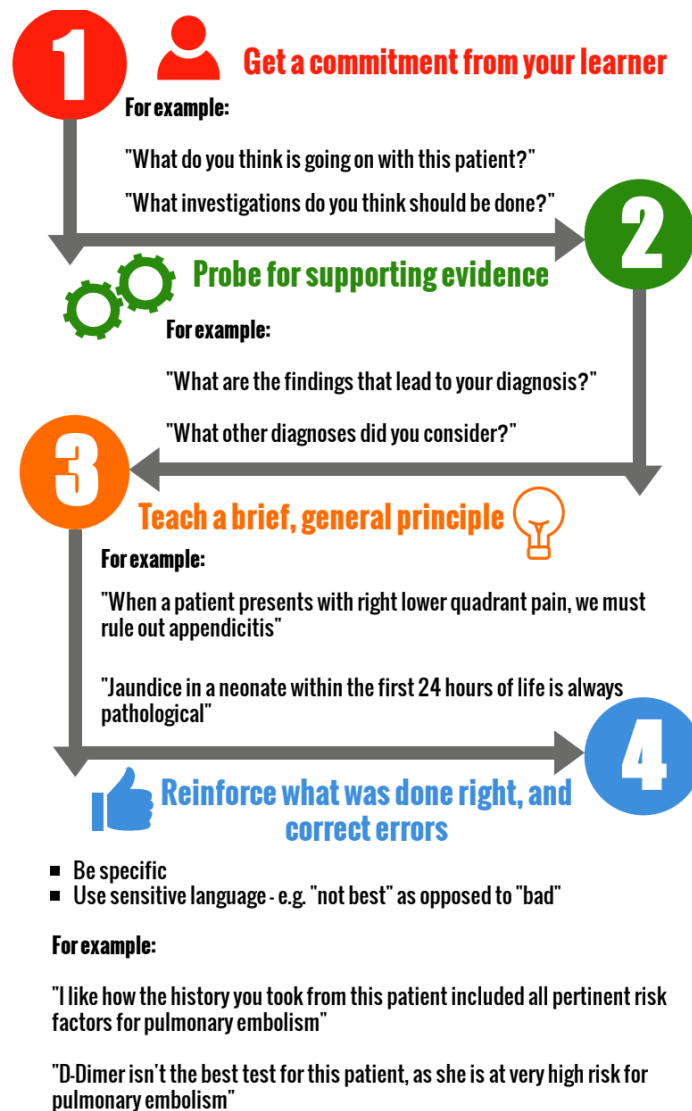 1
Get a commitment from your learner
For example:
"What do you think is going on with this patient?"
"What investigations do you think should be done?"
2
Probe for supporting evidence
For example:
"What are the findings that lead to your diagnosis?"
"What other diagnoses did you consider?"
3
Teach a brief, general principle
For example:
"When a patient presents with right lower quadrant pain, we must
rule out appendicitis"
"Jaundice in a neonate within the first 24 hours of life is always
pathological"
4
Reinforce what was done right, and
correct errors
▪ Be specific
▪ Use sensitive language - e.g. "not best" as opposed to "bad"
For example:
"I like how the history you took from this patient included all pertinent risk
factors for pulmonary embolism"
"D-Dimer isn't the best test for this patient, as she is at very high risk for
pulmonary embolism"